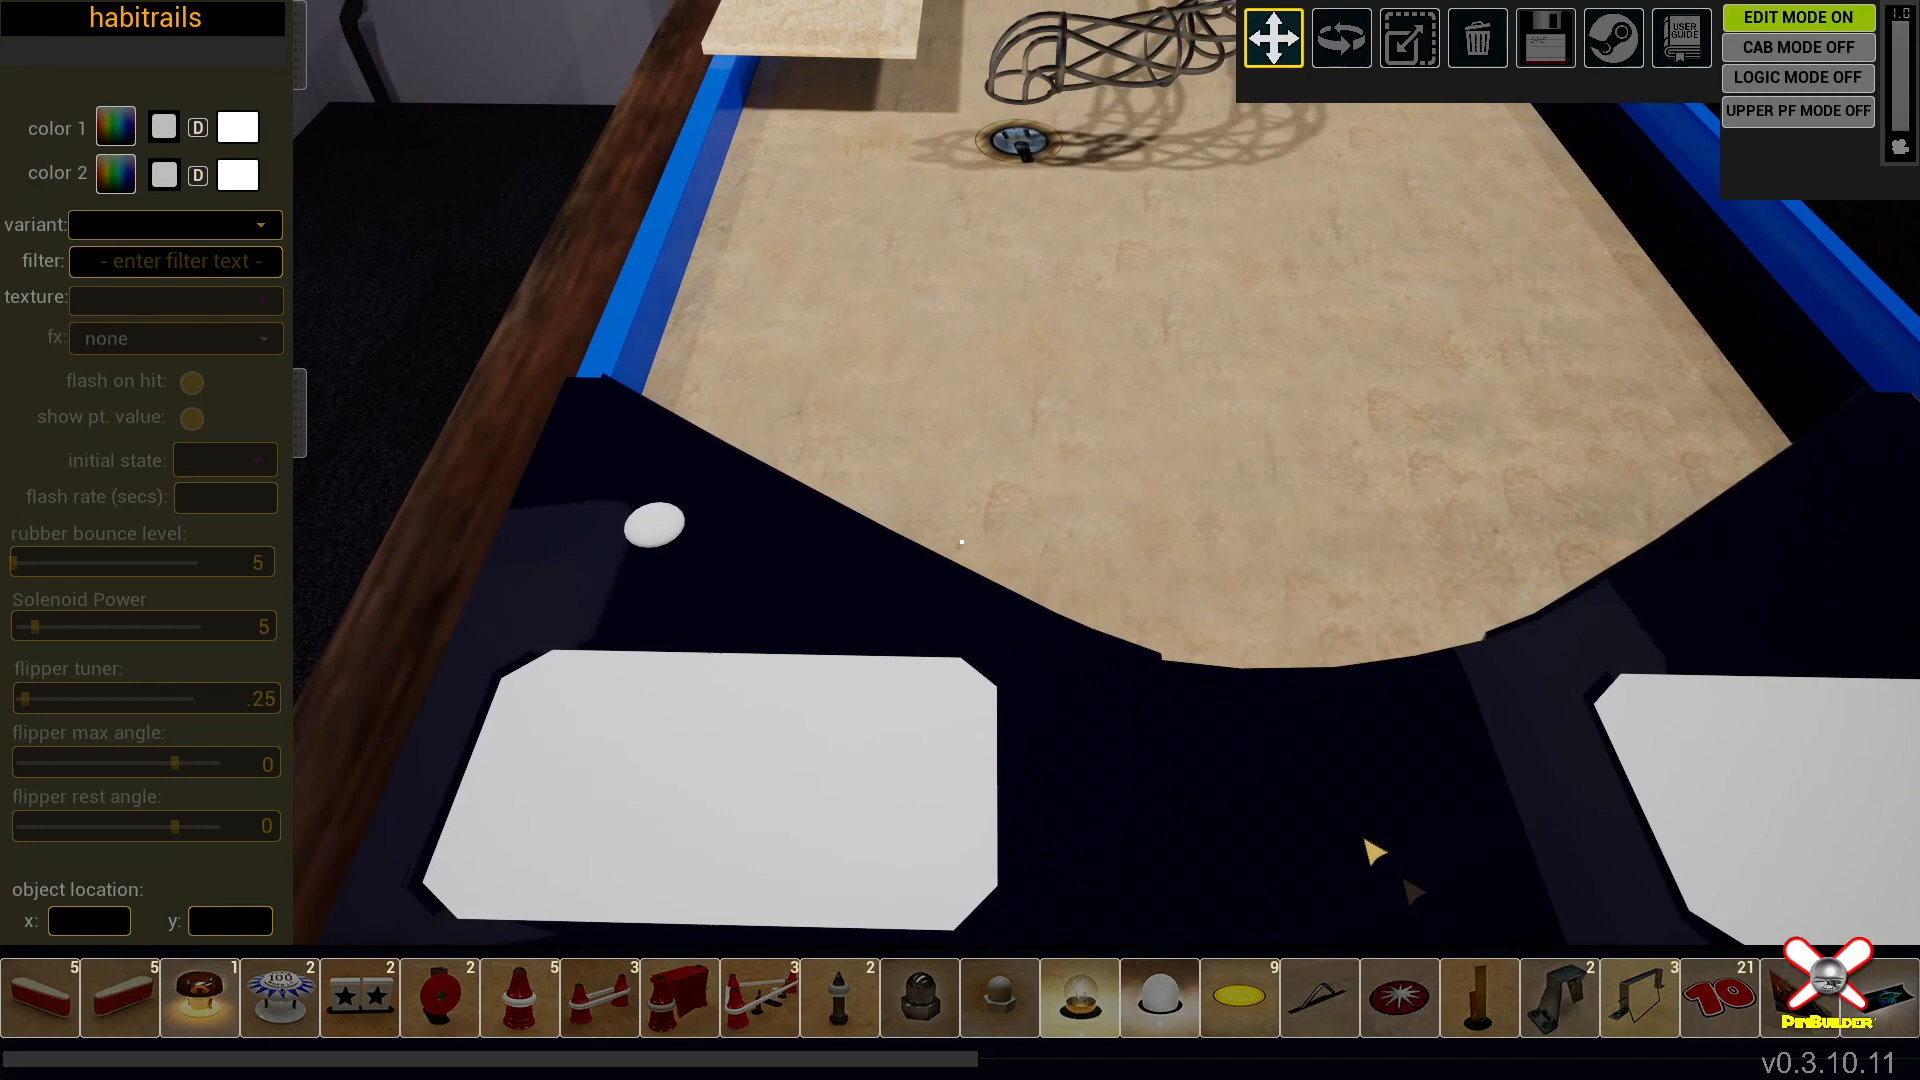 habitrails
color 1
D
color 2
D
variant:
filter: - enter filter text -
texture:
fx: none
flash on hit:
show pt. value:
initial state:
flash rate (secs):
rubber bounce level:
5
Solenoid Power
5
flipper tuner:
.25
flipper max angle:
0
flipper rest angle:
0
object location:
x: y:
USER
GUIDE
EDIT MODE ON
CAB MODE OFF
LOGIC MODE OFF
UPPER PF MODE OFF
1.0
5 5 1 2 2 2 5 3 3 2 9 2 3 21
100
10
PINBUILDER
v0.3.10.11